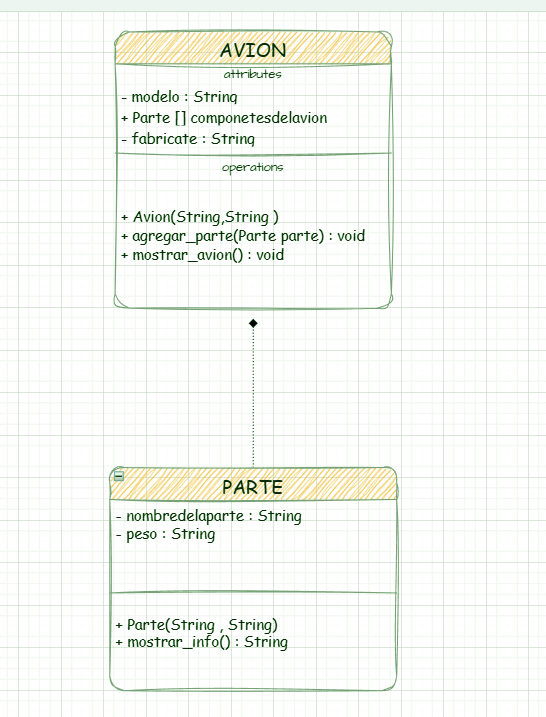 AVION
attributes
- modelo : String
+ Parte [] componetesdelavion
- fabricate : String
operations
+ Avion(String,String )
+ agregar_parte(Parte parte) : void
+ mostrar_avion() : void
PARTE
- nombredelaparte : String
- peso : String
+ Parte(String , String)
+ mostrar_info() : String